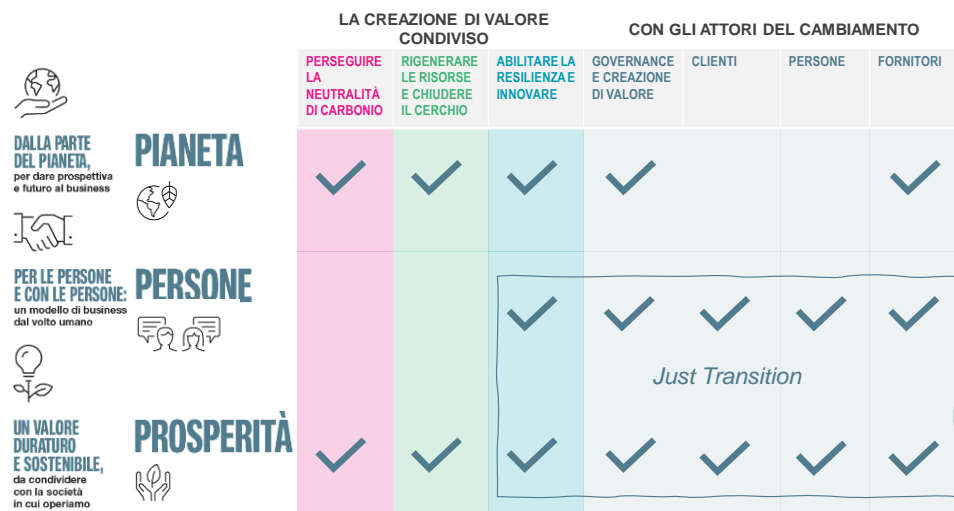 LA CREAZIONE DI VALORE
CONDIVISO
CON GLI ATTORI DEL CAMBIAMENTO
PERSEGUIRE
LA
NEUTRALITÀ
DI CARBONIO
RIGENERARE
LE RISORSE
E CHIUDERE
IL CERCHIO
ABILITARE LA
RESILIENZA E
INNOVARE
GOVERNANCE
E CREAZIONE
DI VALORE
CLIENTI
PERSONE
FORNITORI
DALLA PARTE
DEL PIANETA,
per dare prospettiva
e futuro al business
PIANETA
PER LE PERSONE
E CON LE PERSONE:
un modello di business
dal volto umano
PERSONE
Just Transition
UN VALORE
DURATURO
E SOSTENIBILE,
da condividere
con la società
in cui operiamo
PROSPERITÀ